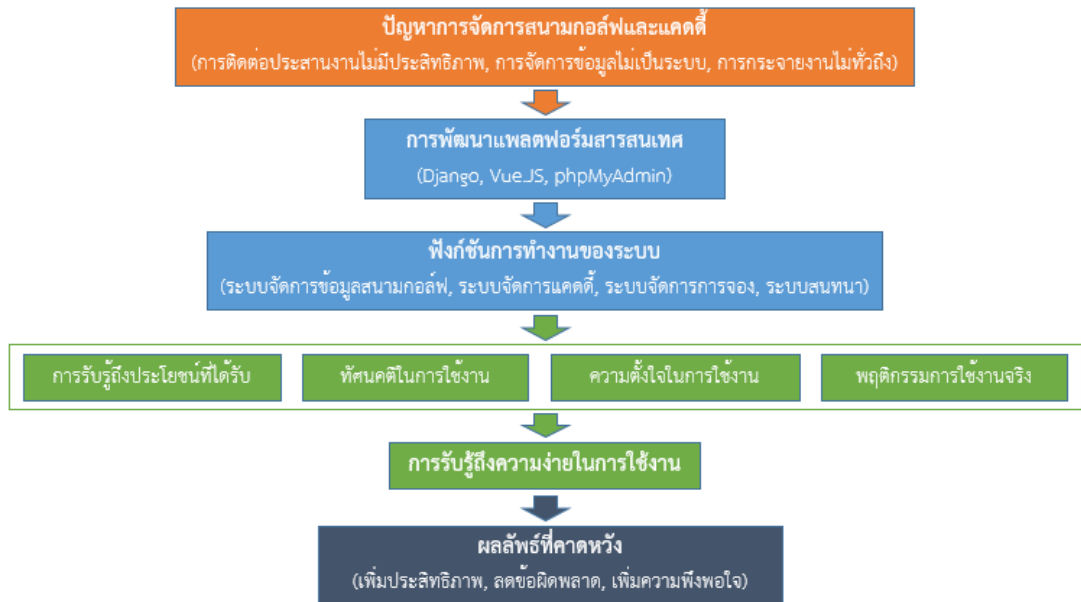 ปัญหาการจัดการสนามกอล์ฟและแคดดี้
(การติดต่อประสานงานไม่มีประสิทธิภาพ, การจัดการข้อมูลไม่เป็นระบบ, การกระจายงานไม่ทั่วถึง)
การพัฒนาแพลตฟอร์มสารสนเทศ
(Django, Vue.JS, phpMyAdmin)
ฟังก์ชันการทำงานของระบบ
(ระบบจัดการข้อมูลสนามกอล์ฟ, ระบบจัดการแคดดี้, ระบบจัดการการจอง, ระบบสนทนา)
การรับรู้ถึงประโยชน์ที่ได้รับ
ทัศนคติในการใช้งาน
ความตั้งใจในการใช้งาน
พฤติกรรมการใช้งานจริง
การรับรู้ถึงความง่ายในการใช้งาน
ผลลัพธ์ที่คาดหวัง
(เพิ่มประสิทธิภาพ, ลดข้อผิดพลาด, เพิ่มความพึงพอใจ)